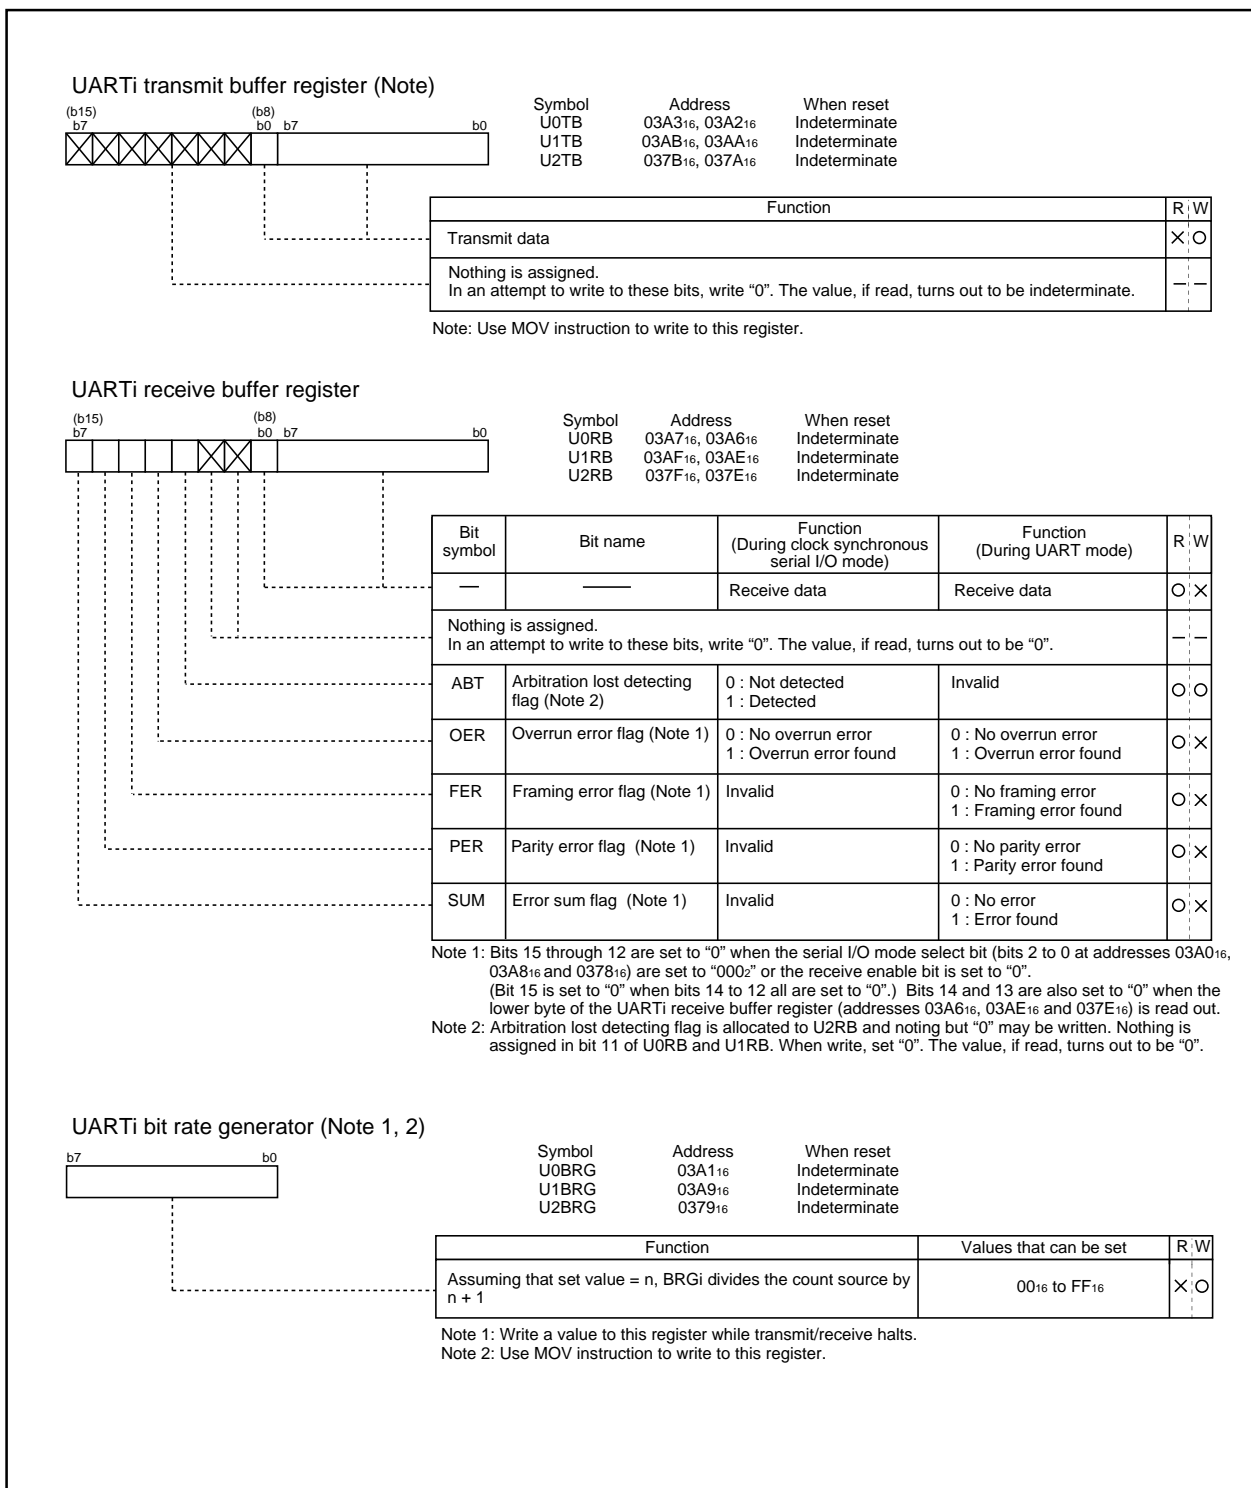 UARTi transmit buffer register (Note)
(b15) (b8)
b7 b0 b7 b0
Symbol Address When reset
U0TB 03A3₁₆, 03A2₁₆ Indeterminate
U1TB 03AB₁₆, 03AA₁₆ Indeterminate
U2TB 037B₁₆, 037A₁₆ Indeterminate
Function R W
Transmit data × ○
Nothing is assigned.
In an attempt to write to these bits, write “0”. The value, if read, turns out to be indeterminate. — —
Note: Use MOV instruction to write to this register.
UARTi receive buffer register
(b15) (b8)
b7 b0 b7 b0
Symbol Address When reset
U0RB 03A7₁₆, 03A6₁₆ Indeterminate
U1RB 03AF₁₆, 03AE₁₆ Indeterminate
U2RB 037F₁₆, 037E₁₆ Indeterminate
Bit symbol Bit name Function (During clock synchronous serial I/O mode) Function (During UART mode) R W
— — Receive data Receive data ○ ×
Nothing is assigned.
In an attempt to write to these bits, write “0”. The value, if read, turns out to be “0”. — —
ABT Arbitration lost detecting flag (Note 2) 0 : Not detected 1 : Detected Invalid ○ ○
OER Overrun error flag (Note 1) 0 : No overrun error 1 : Overrun error found 0 : No overrun error 1 : Overrun error found ○ ×
FER Framing error flag (Note 1) Invalid 0 : No framing error 1 : Framing error found ○ ×
PER Parity error flag (Note 1) Invalid 0 : No parity error 1 : Parity error found ○ ×
SUM Error sum flag (Note 1) Invalid 0 : No error 1 : Error found ○ ×
Note 1: Bits 15 through 12 are set to “0” when the serial I/O mode select bit (bits 2 to 0 at addresses 03A0₁₆,
03A8₁₆ and 0378₁₆) are set to “000₂” or the receive enable bit is set to “0”.
(Bit 15 is set to “0” when bits 14 to 12 all are set to “0”.) Bits 14 and 13 are also set to “0” when the
lower byte of the UARTi receive buffer register (addresses 03A6₁₆, 03AE₁₆ and 037E₁₆) is read out.
Note 2: Arbitration lost detecting flag is allocated to U2RB and noting but “0” may be written. Nothing is
assigned in bit 11 of U0RB and U1RB. When write, set “0”. The value, if read, turns out to be “0”.
UARTi bit rate generator (Note 1, 2)
b7 b0
Symbol Address When reset
U0BRG 03A1₁₆ Indeterminate
U1BRG 03A9₁₆ Indeterminate
U2BRG 0379₁₆ Indeterminate
Function Values that can be set R W
Assuming that set value = n, BRGi divides the count source by
n + 1 00₁₆ to FF₁₆ × ○
Note 1: Write a value to this register while transmit/receive halts.
Note 2: Use MOV instruction to write to this register.